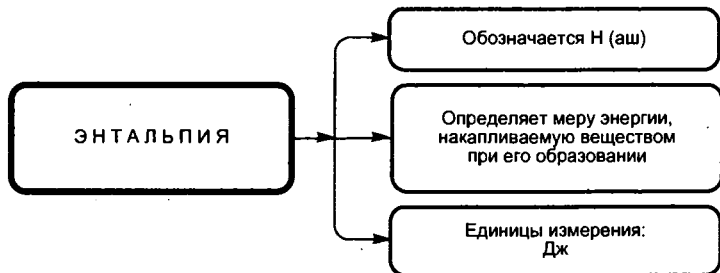 ЭНТАЛЬПИЯ
Обозначается Н (аш)
Определяет меру энергии,
накапливаемую веществом
при его образовании
Единицы измерения:
Дж